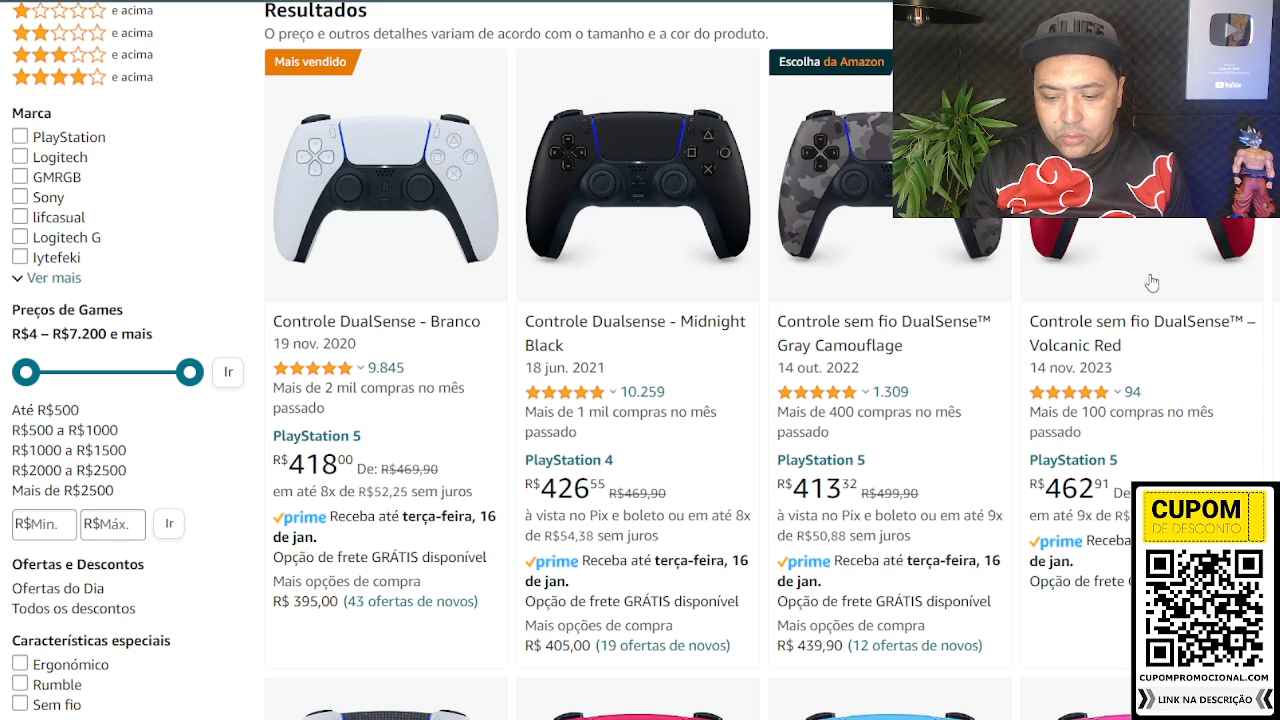 e acima
e acima
e acima
e acima
Marca
PlayStation
Logitech
GMRGB
Sony
lifcasual
Logitech G
Iytefeki
Ver mais
Preços de Games
R$4 – R$7.200 e mais
Ir
Até R$500
R$500 a R$1000
R$1000 a R$1500
R$2000 a R$2500
Mais de R$2500
R$Min. R$Máx. Ir
Ofertas e Descontos
Ofertas do Dia
Todos os descontos
Características especiais
Ergonómico
Rumble
Sem fio
Resultados
O preço e outros detalhes variam de acordo com o tamanho e a cor do produto.
Mais vendido
Controle DualSense - Branco
19 nov. 2020
9.845
Mais de 2 mil compras no mês
passado
PlayStation 5
R$41800 De: R$469,90
em até 8x de R$52,25 sem juros
prime Receba até terça-feira, 16
de jan.
Opção de frete GRÁTIS disponível
Mais opções de compra
R$ 395,00 (43 ofertas de novos)
Controle Dualsense - Midnight
Black
18 jun. 2021
10.259
Mais de 1 mil compras no mês
passado
PlayStation 4
R$42655 R$469,90
à vista no Pix e boleto ou em até 8x
de R$54,38 sem juros
prime Receba até terça-feira, 16
de jan.
Opção de frete GRÁTIS disponível
Mais opções de compra
R$ 405,00 (19 ofertas de novos)
Escolha da Amazon
Controle sem fio DualSense™
Gray Camouflage
14 out. 2022
1.309
Mais de 400 compras no mês
passado
PlayStation 5
R$41332 R$499,90
à vista no Pix e boleto ou em até 9x
de R$50,88 sem juros
prime Receba até terça-feira, 16
de jan.
Opção de frete GRÁTIS disponível
Mais opções de compra
R$ 439,90 (12 ofertas de novos)
Controle sem fio DualSense™ –
Volcanic Red
14 nov. 2023
94
Mais de 100 compras no mês
passado
PlayStation 5
R$46291 De
em até 9x de R$
prime Receba
de jan.
Opção de frete
YouTube
CUPOM
DE DESCONTO
CUPOMPROMOCIONAL.COM
LINK NA DESCRIÇÃO